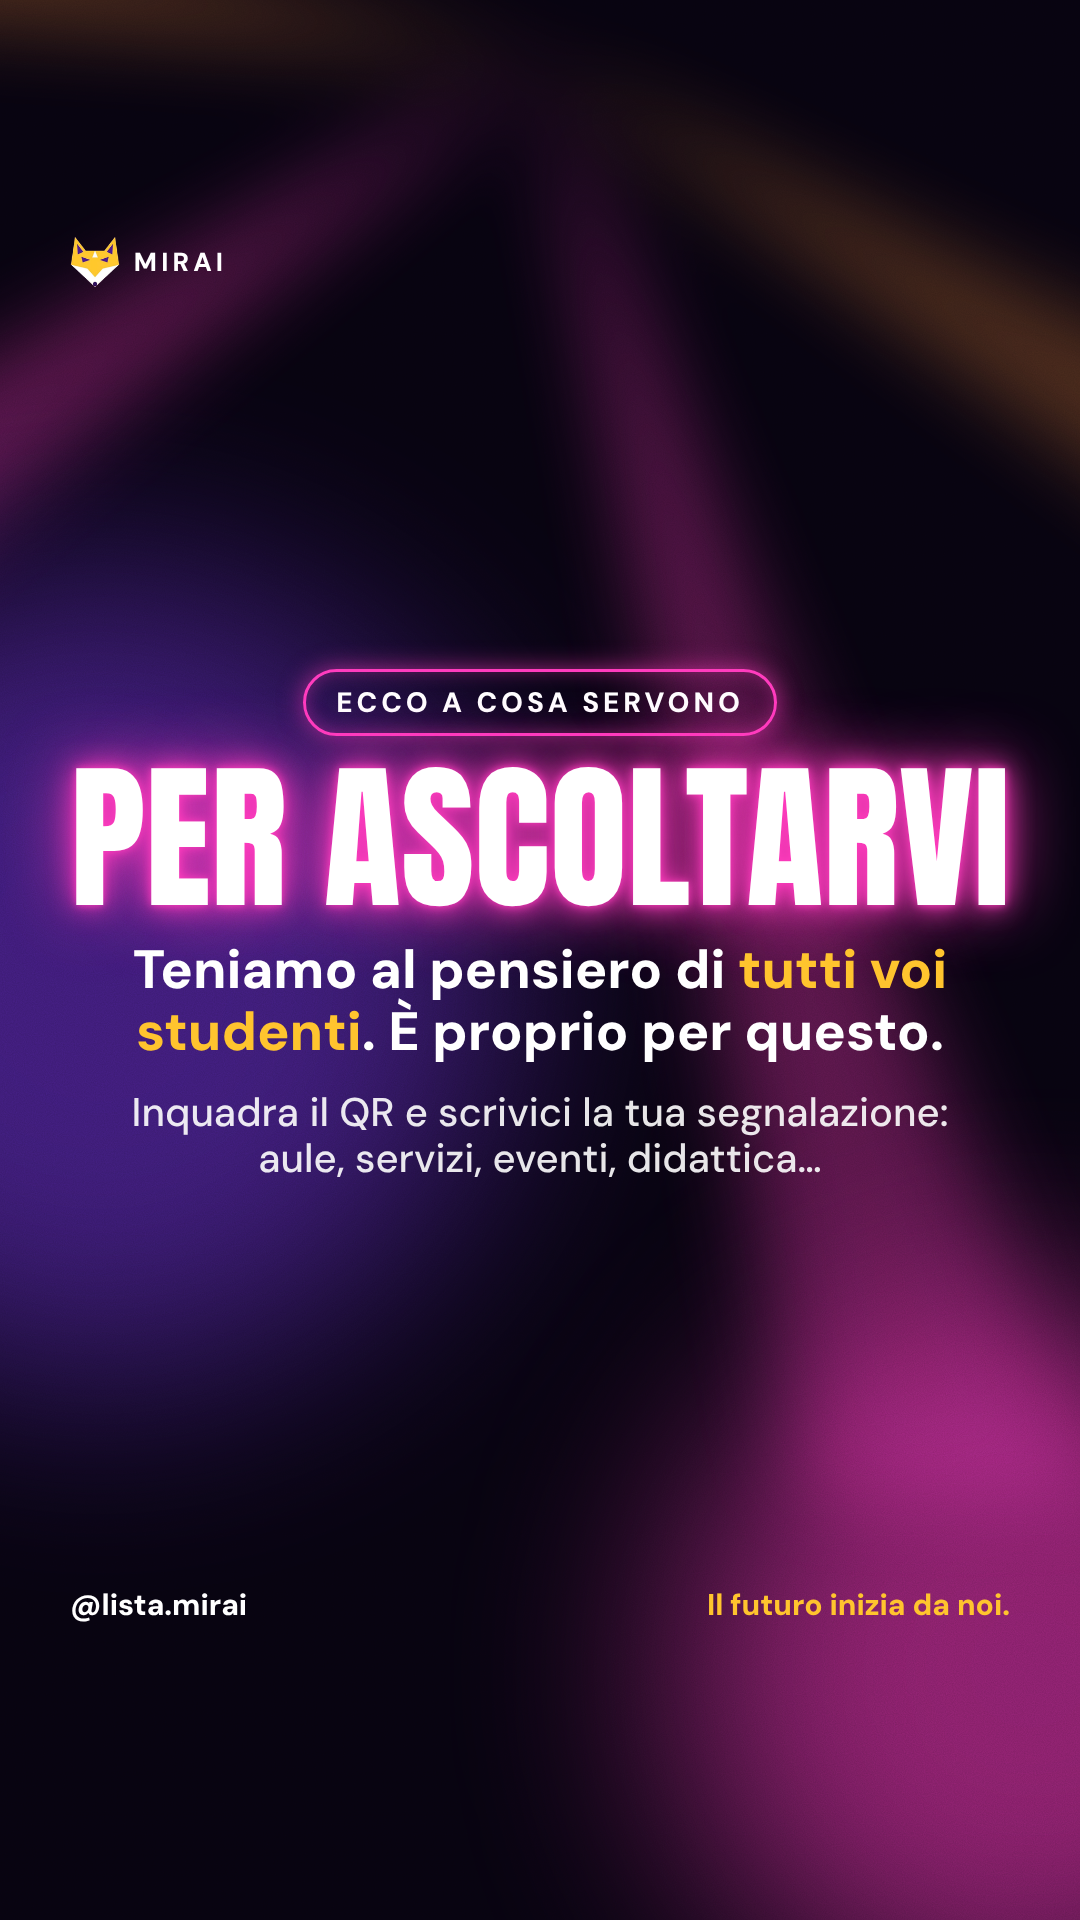 MIRAI
ECCO A COSA SERVONO
PER ASCOLTARVI
Teniamo al pensiero di tutti voi
studenti. È proprio per questo.
Inquadra il QR e scrivici la tua segnalazione:
aule, servizi, eventi, didattica...
@lista.mirai
Il futuro inizia da noi.